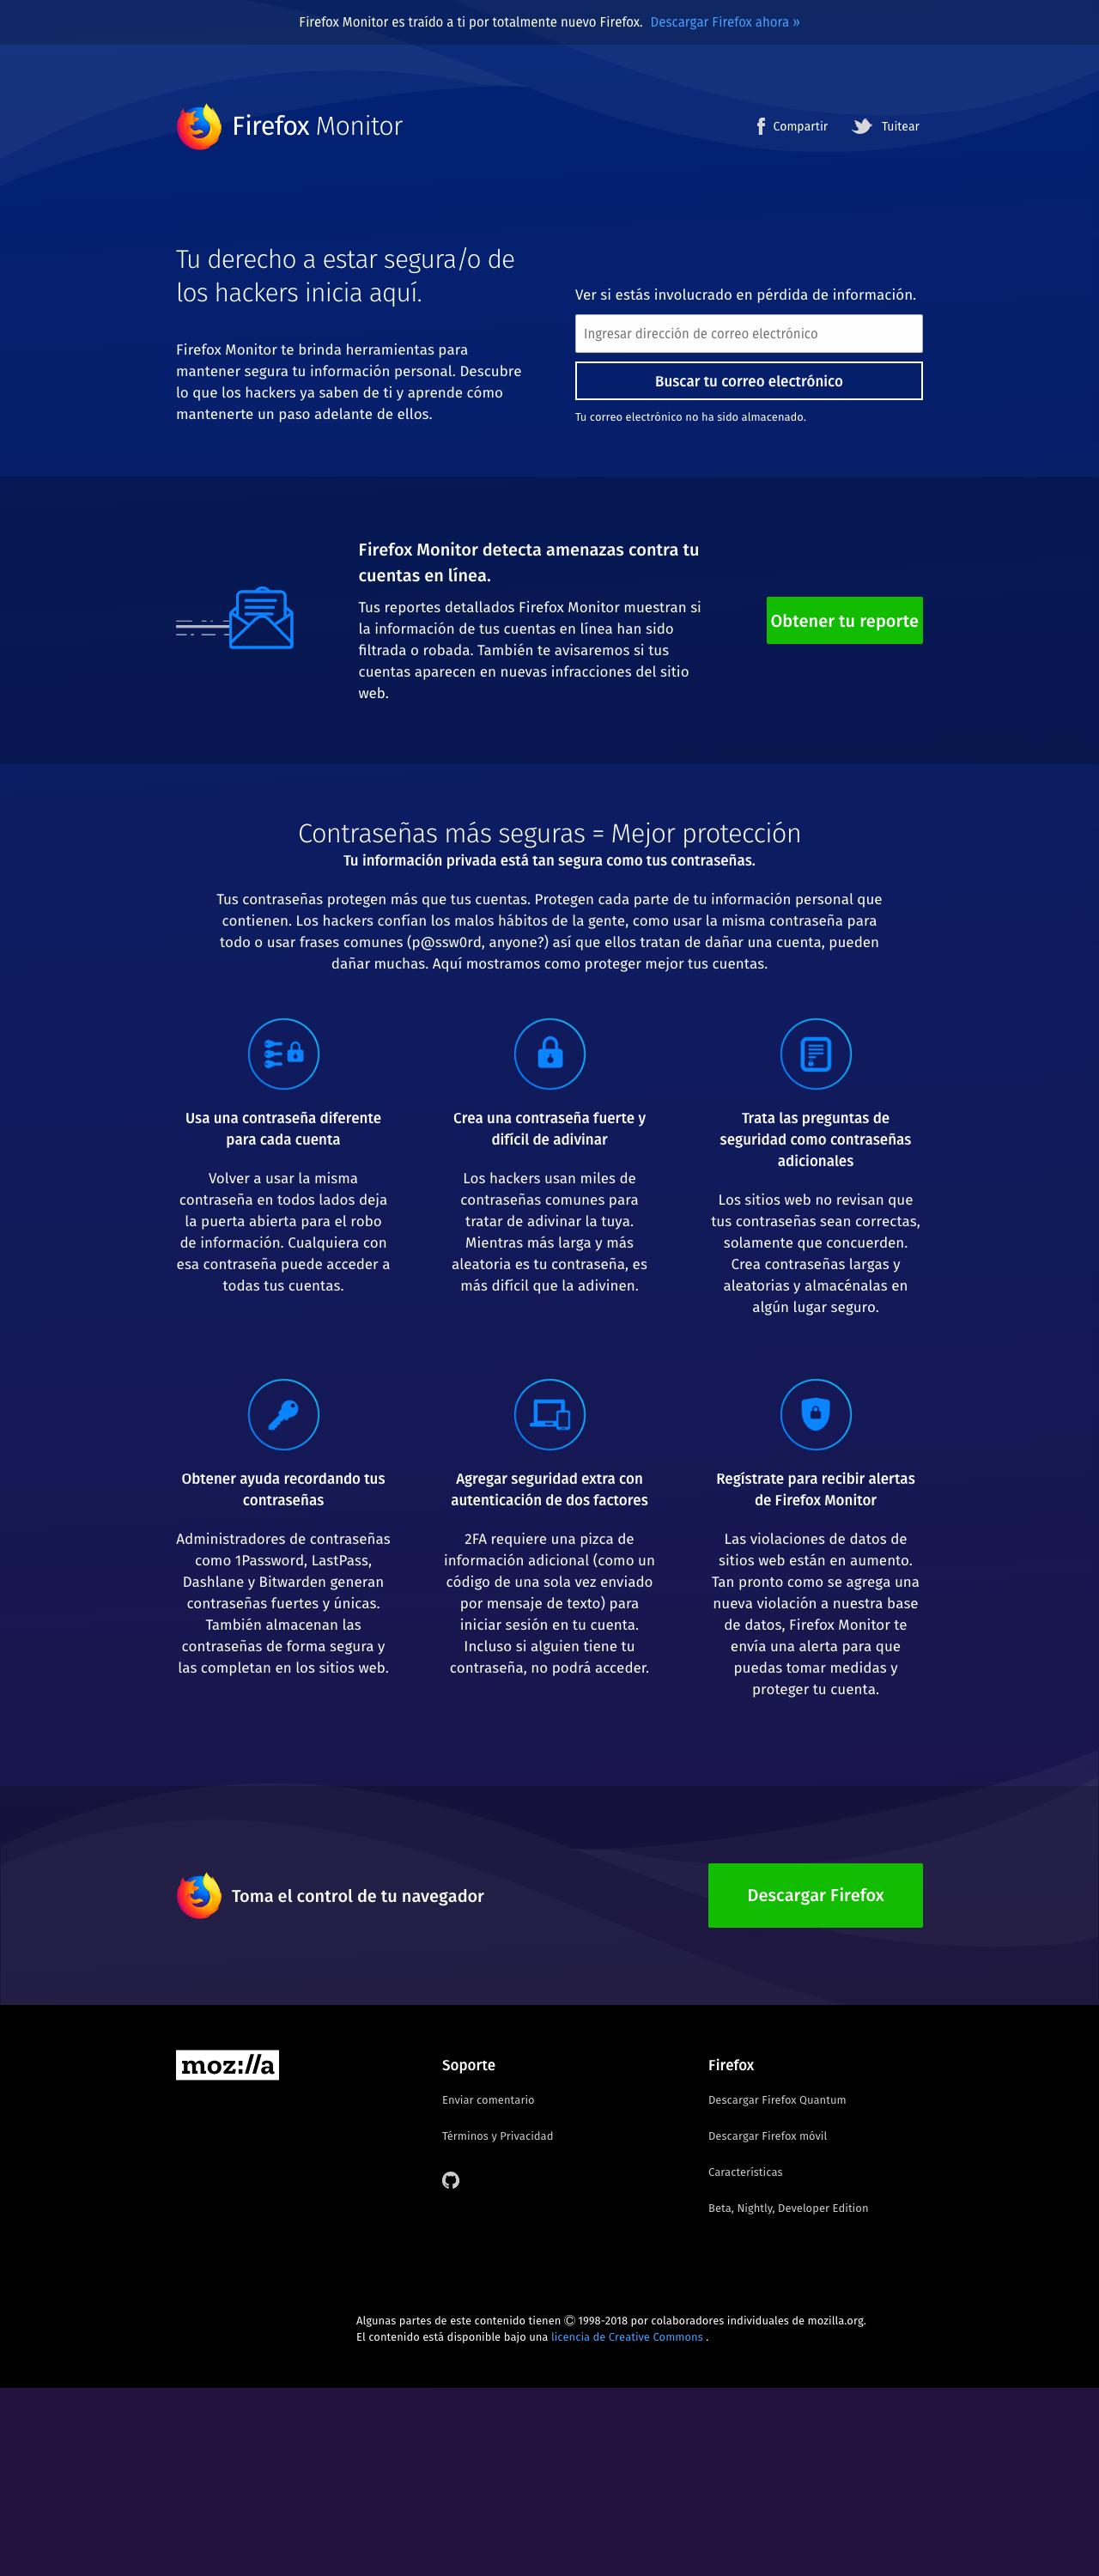 Firefox Monitor es traído a ti por totalmente nuevo Firefox. Descargar Firefox ahora »
Firefox Monitor
Compartir
Tuitear
Tu derecho a estar segura/o de
los hackers inicia aquí.
Firefox Monitor te brinda herramientas para
mantener segura tu información personal. Descubre
lo que los hackers ya saben de ti y aprende cómo
mantenerte un paso adelante de ellos.
Ver si estás involucrado en pérdida de información.
Ingresar dirección de correo electrónico
Buscar tu correo electrónico
Tu correo electrónico no ha sido almacenado.
Firefox Monitor detecta amenazas contra tu
cuentas en línea.
Tus reportes detallados Firefox Monitor muestran si
la información de tus cuentas en línea han sido
filtrada o robada. También te avisaremos si tus
cuentas aparecen en nuevas infracciones del sitio
web.
Obtener tu reporte
Contraseñas más seguras = Mejor protección
Tu información privada está tan segura como tus contraseñas.
Tus contraseñas protegen más que tus cuentas. Protegen cada parte de tu información personal que
contienen. Los hackers confían los malos hábitos de la gente, como usar la misma contraseña para
todo o usar frases comunes (p@ssw0rd, anyone?) así que ellos tratan de dañar una cuenta, pueden
dañar muchas. Aquí mostramos como proteger mejor tus cuentas.
Usa una contraseña diferente
para cada cuenta
Volver a usar la misma
contraseña en todos lados deja
la puerta abierta para el robo
de información. Cualquiera con
esa contraseña puede acceder a
todas tus cuentas.
Crea una contraseña fuerte y
difícil de adivinar
Los hackers usan miles de
contraseñas comunes para
tratar de adivinar la tuya.
Mientras más larga y más
aleatoria es tu contraseña, es
más difícil que la adivinen.
Trata las preguntas de
seguridad como contraseñas
adicionales
Los sitios web no revisan que
tus contraseñas sean correctas,
solamente que concuerden.
Crea contraseñas largas y
aleatorias y almacénalas en
algún lugar seguro.
Obtener ayuda recordando tus
contraseñas
Administradores de contraseñas
como 1Password, LastPass,
Dashlane y Bitwarden generan
contraseñas fuertes y únicas.
También almacenan las
contraseñas de forma segura y
las completan en los sitios web.
Agregar seguridad extra con
autenticación de dos factores
2FA requiere una pizca de
información adicional (como un
código de una sola vez enviado
por mensaje de texto) para
iniciar sesión en tu cuenta.
Incluso si alguien tiene tu
contraseña, no podrá acceder.
Regístrate para recibir alertas
de Firefox Monitor
Las violaciones de datos de
sitios web están en aumento.
Tan pronto como se agrega una
nueva violación a nuestra base
de datos, Firefox Monitor te
envía una alerta para que
puedas tomar medidas y
proteger tu cuenta.
Toma el control de tu navegador
Descargar Firefox
moz://a
Soporte
Enviar comentario
Términos y Privacidad
Firefox
Descargar Firefox Quantum
Descargar Firefox móvil
Características
Beta, Nightly, Developer Edition
Algunas partes de este contenido tienen © 1998-2018 por colaboradores individuales de mozilla.org.
El contenido está disponible bajo una licencia de Creative Commons .